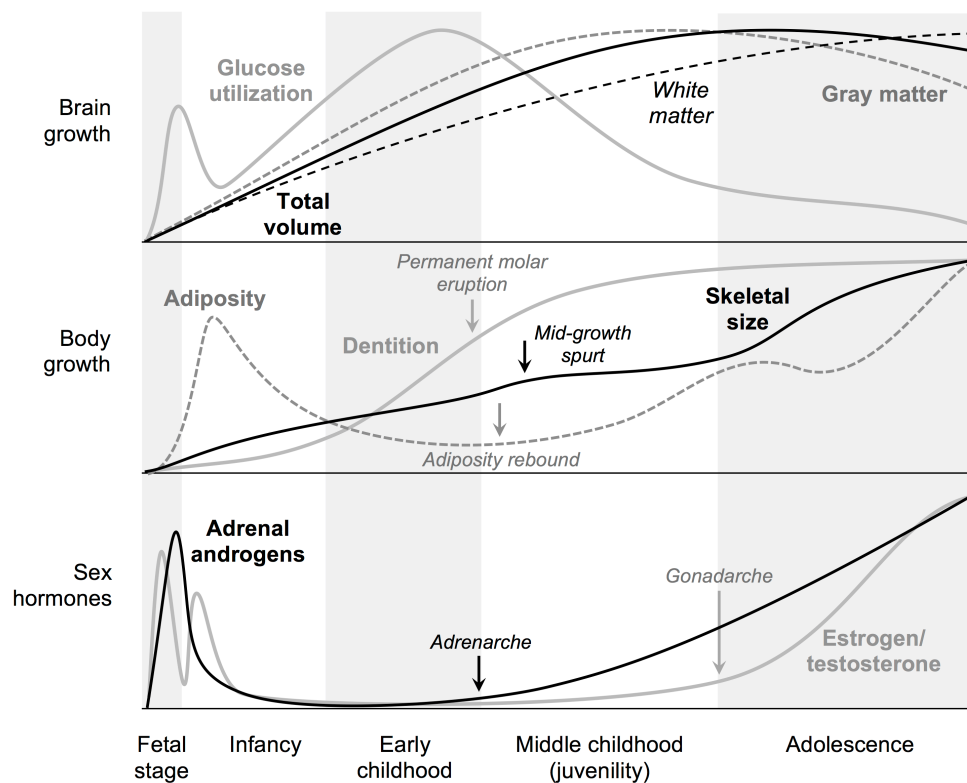 Brain
growth
Glucose
utilization
White
matter
Gray matter
Total
volume
Body
growth
Adiposity
Permanent molar
eruption
Dentition
Mid-growth
spurt
Skeletal
size
Adiposity rebound
Sex
hormones
Adrenal
androgens
Adrenarche
Gonadarche
Estrogen/
testosterone
Fetal
stage
Infancy
Early
childhood
Middle childhood
(juvenility)
Adolescence